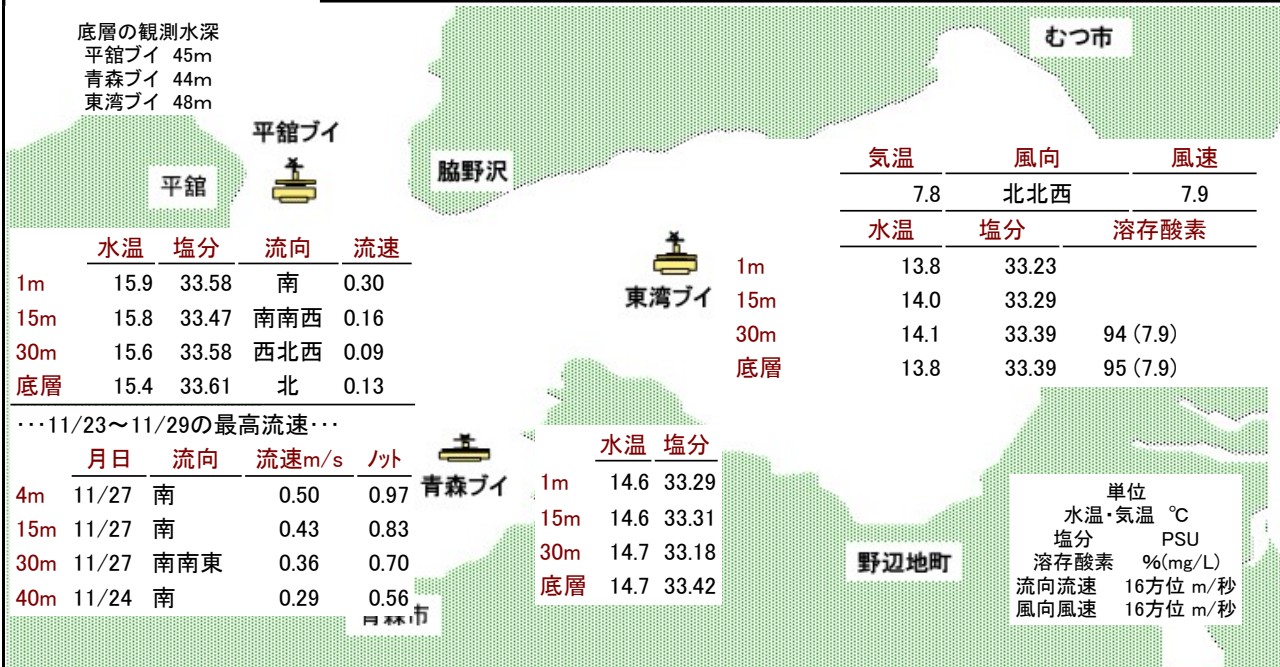 底層の観測水深
平舘ブイ 45m
青森ブイ 44m
東湾ブイ 48m
むつ市
平舘ブイ
平舘
脇野沢
気温 風向 風速
7.8 北北西 7.9
水温 塩分 溶存酸素
1m 13.8 33.23
15m 14.0 33.29
30m 14.1 33.39 94 (7.9)
底層 13.8 33.39 95 (7.9)
東湾ブイ
水温 塩分 流向 流速
1m 15.9 33.58 南 0.30
15m 15.8 33.47 南南西 0.16
30m 15.6 33.58 西北西 0.09
底層 15.4 33.61 北 0.13
･･･11/23～11/29の最高流速･･･
月日 流向 流速m/s ノット
4m 11/27 南 0.50 0.97
15m 11/27 南 0.43 0.83
30m 11/27 南南東 0.36 0.70
40m 11/24 南 0.29 0.56
青森市
青森ブイ
水温 塩分
1m 14.6 33.29
15m 14.6 33.31
30m 14.7 33.18
底層 14.7 33.42
野辺地町
単位
水温･気温 ℃
塩分 PSU
溶存酸素 %(mg/L)
流向流速 16方位 m/秒
風向風速 16方位 m/秒